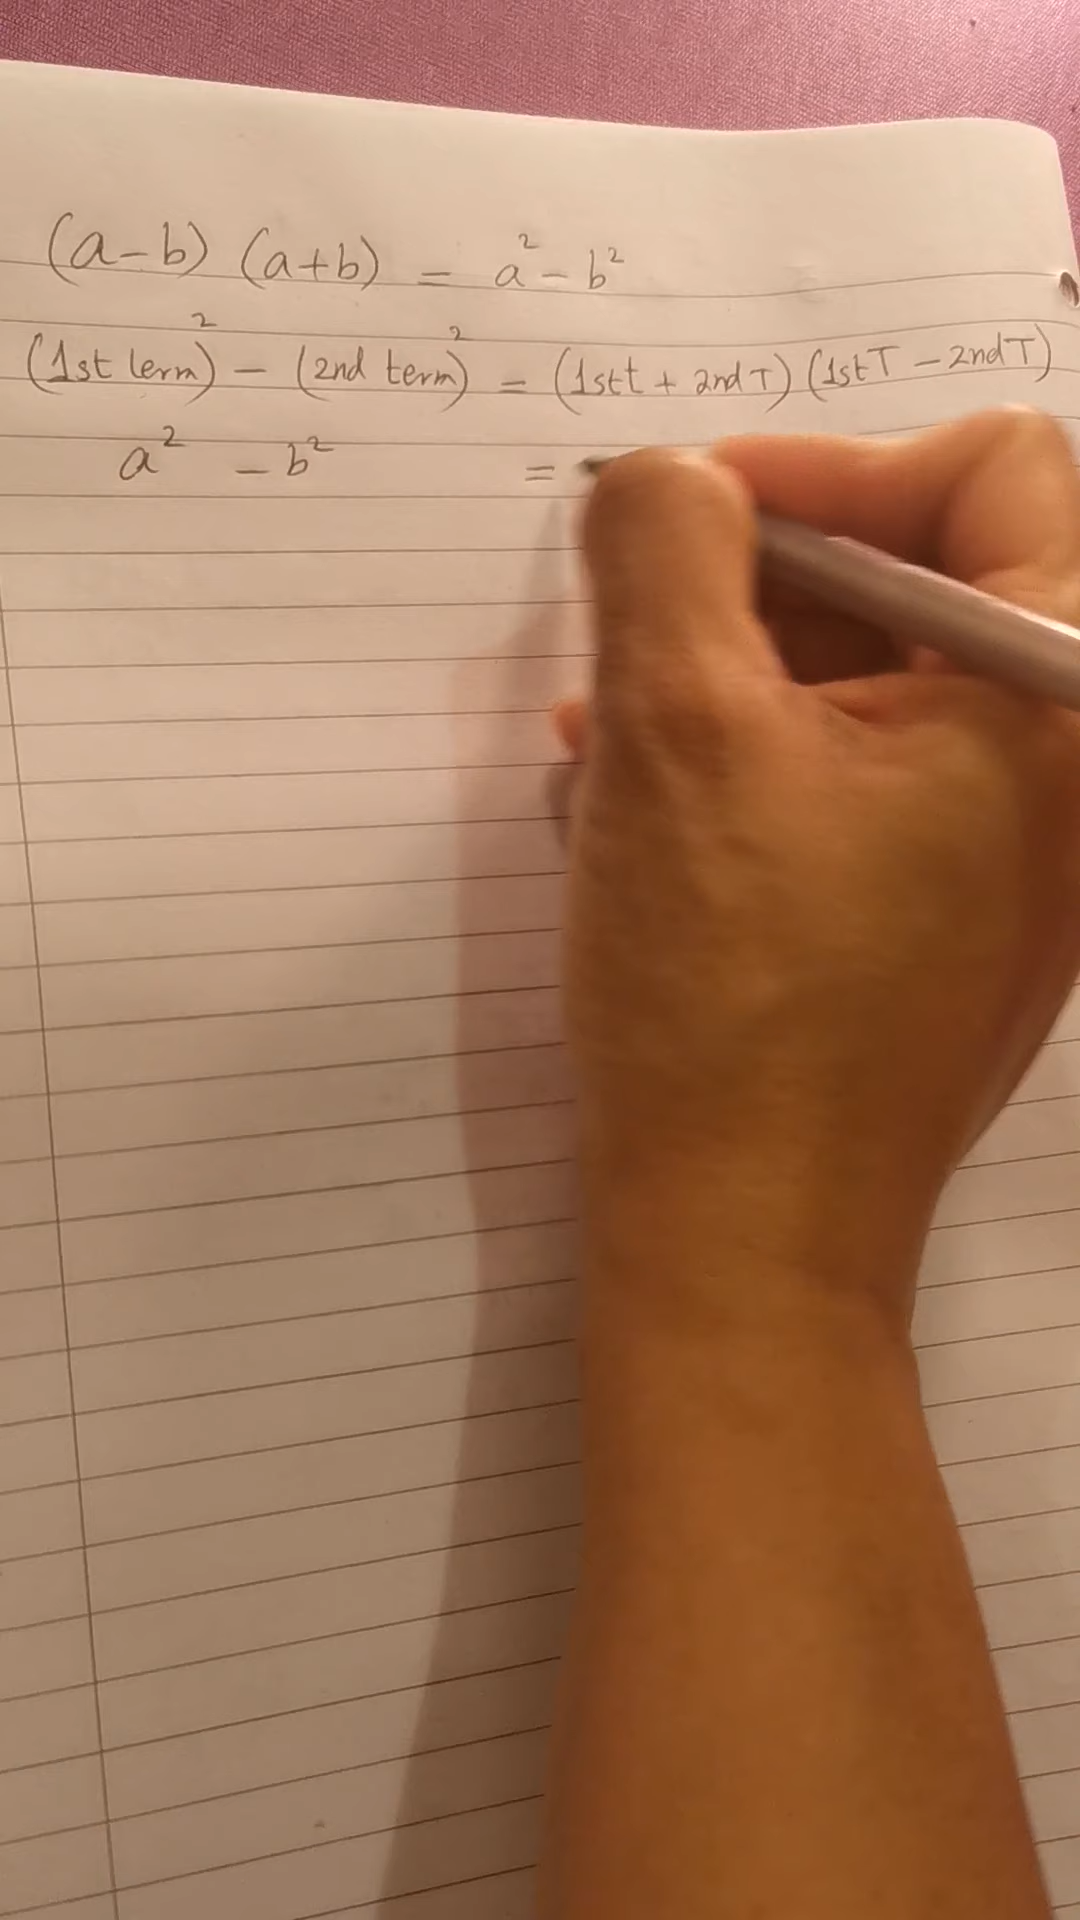 (a-b) (a+b) = a² - b²
(1st term)² - (2nd term)² = (1st t + 2nd T) (1st T - 2nd T)
a² - b² =